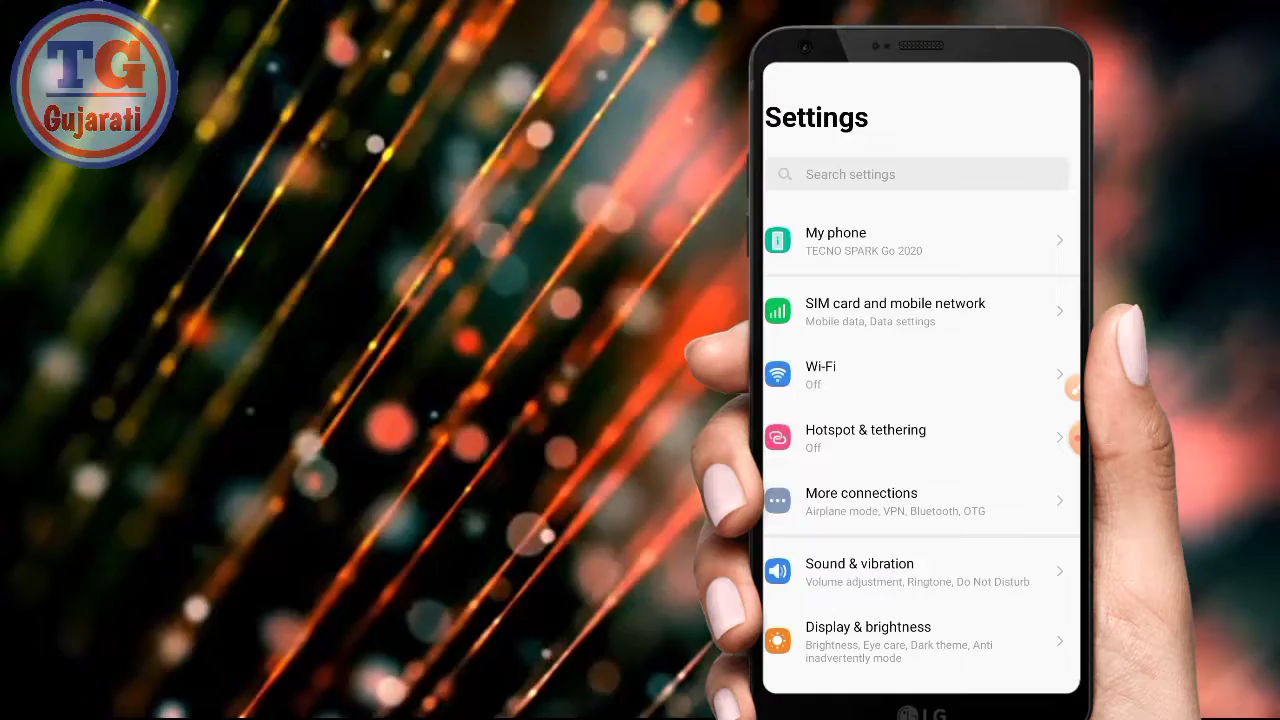 TG
Gujarati
Settings
Search settings
My phone
TECNO SPARK Go 2020
SIM card and mobile network
Mobile data, Data settings
Wi-Fi
Off
Hotspot & tethering
Off
More connections
Airplane mode, VPN, Bluetooth, OTG
Sound & vibration
Volume adjustment, Ringtone, Do Not Disturb
Display & brightness
Brightness, Eye care, Dark theme, Anti
inadvertently mode
LG